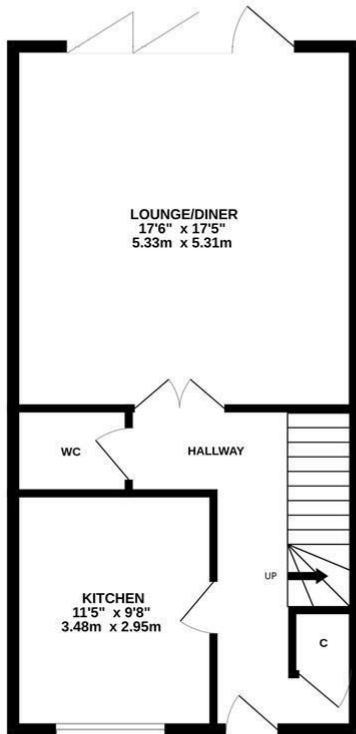 LOUNGE/DINER
17'6" x 17'5"
5.33m x 5.31m
WC
HALLWAY
UP
KITCHEN
11'5" x 9'8"
3.48m x 2.95m
C